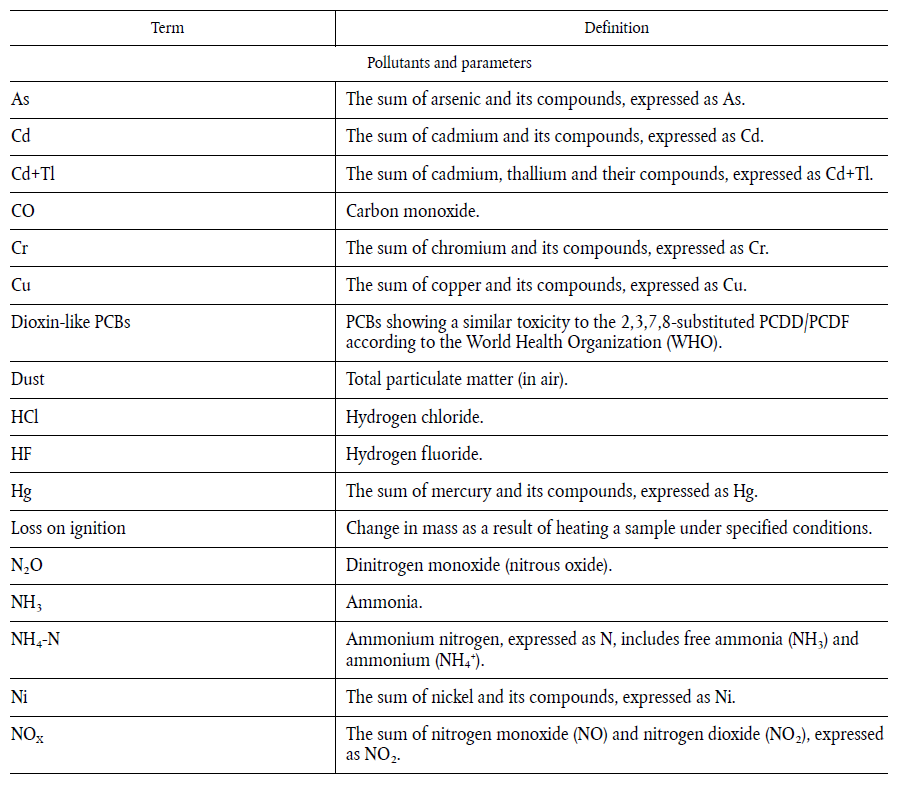 Term Definition
Pollutants and parameters
As The sum of arsenic and its compounds, expressed as As.
Cd The sum of cadmium and its compounds, expressed as Cd.
Cd+Tl The sum of cadmium, thallium and their compounds, expressed as Cd+Tl.
CO Carbon monoxide.
Cr The sum of chromium and its compounds, expressed as Cr.
Cu The sum of copper and its compounds, expressed as Cu.
Dioxin-like PCBs PCBs showing a similar toxicity to the 2,3,7,8-substituted PCDD/PCDF
according to the World Health Organization (WHO).
Dust Total particulate matter (in air).
HCl Hydrogen chloride.
HF Hydrogen fluoride.
Hg The sum of mercury and its compounds, expressed as Hg.
Loss on ignition Change in mass as a result of heating a sample under specified conditions.
N₂O Dinitrogen monoxide (nitrous oxide).
NH₃ Ammonia.
NH₄-N Ammonium nitrogen, expressed as N, includes free ammonia (NH₃) and
ammonium (NH₄⁺).
Ni The sum of nickel and its compounds, expressed as Ni.
NOₓ The sum of nitrogen monoxide (NO) and nitrogen dioxide (NO₂), expressed
as NO₂.